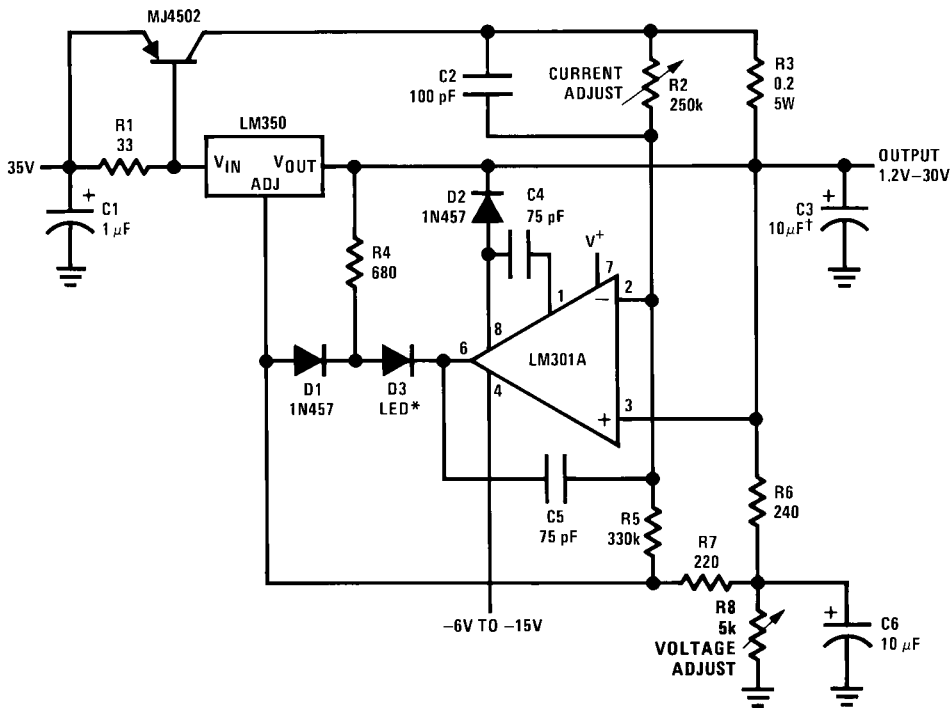 MJ4502
C2
100 pF
CURRENT
ADJUST
R2
250k
R3
0.2
5W
R1
33
LM350
35V
VIN
VOUT
ADJ
OUTPUT
1.2V–30V
+
C1
1 μF
D2
1N457
C4
75 pF
V+
+
C3
10μF†
R4
680
7
2
1
−
8
6
LM301A
4
3
+
D1
1N457
D3
LED*
C5
75 pF
R5
330k
R6
240
R7
220
−6V TO −15V
R8
5k
VOLTAGE
ADJUST
+
C6
10 μF